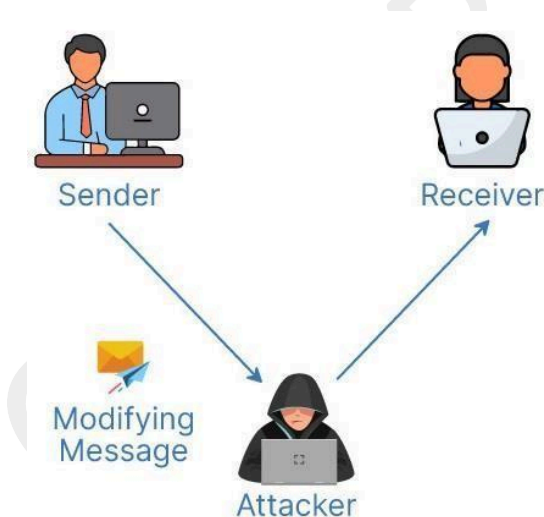 Sender
Receiver
Modifying
Message
Attacker